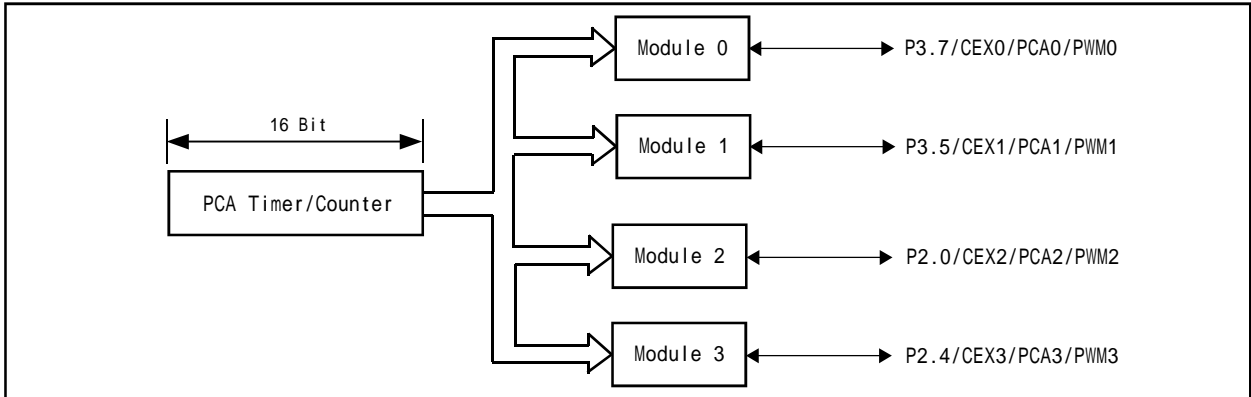 Module 0
P3.7/CEX0/PCA0/PWM0
16 Bit
Module 1
P3.5/CEX1/PCA1/PWM1
PCA Timer/Counter
Module 2
P2.0/CEX2/PCA2/PWM2
Module 3
P2.4/CEX3/PCA3/PWM3